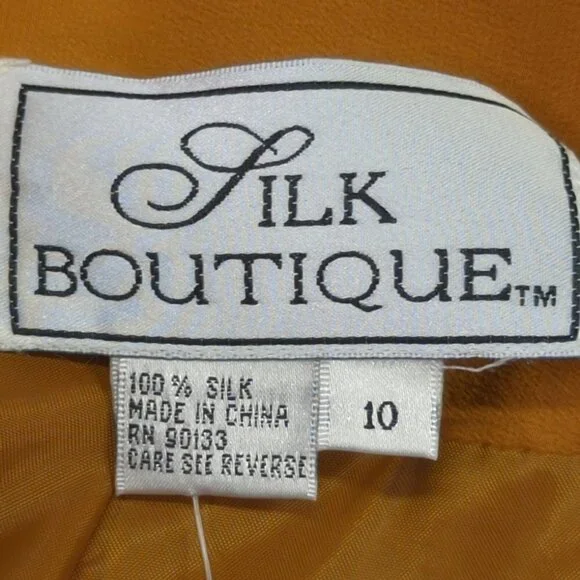 SILK
BOUTIQUE™
100% SILK
MADE IN CHINA
RN 90133
CARE SEE REVERSE
10